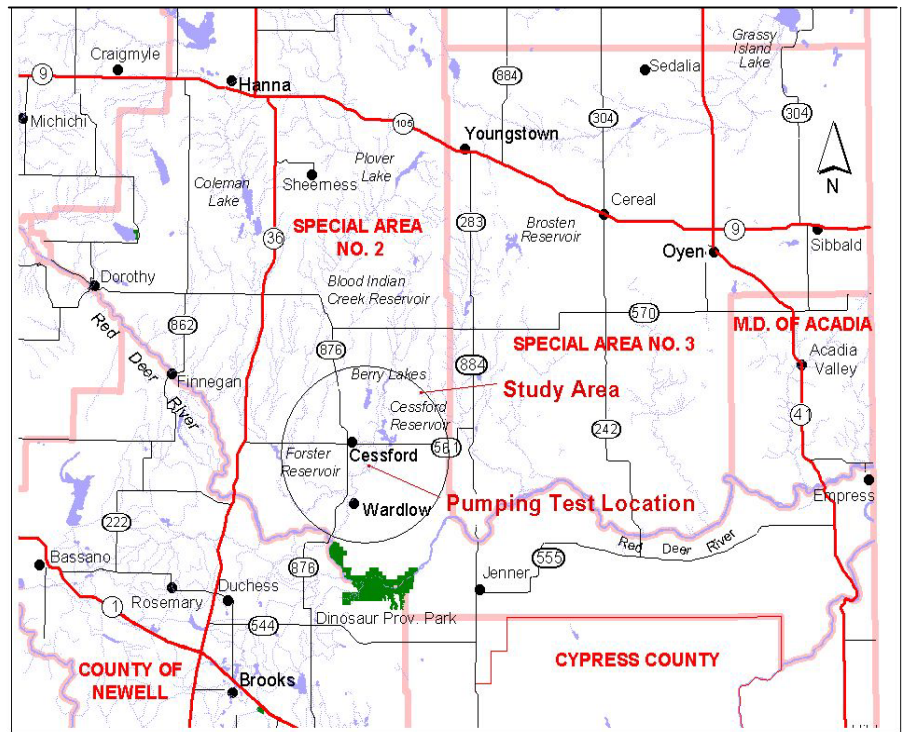 Grassy
Island
Lake
Craigmyle
Sedalia
9
884
Hanna
Michichi
105
304
304
Youngstown
Plover
Lake
N
Coleman
Lake
Sheerness
Cereal
283
Brosten
Reservoir
SPECIAL AREA
NO. 2
36
9
Sibbald
Oyen
Dorothy
Blood Indian
Creek Reservoir
570
M.D. OF ACADIA
862
Red Deer River
876
SPECIAL AREA NO. 3
Acadia
Valley
884
Finnegan
Berry Lakes
Study Area
Cessford
Reservoir
41
242
561
Forster
Reservoir
Cessford
Empress
Pumping Test Location
Wardlow
222
Red Deer River
Bassano
876
555
Jenner
Rosemary
Duchess
1
Dinosaur Prov. Park
544
COUNTY OF
NEWELL
CYPRESS COUNTY
Brooks